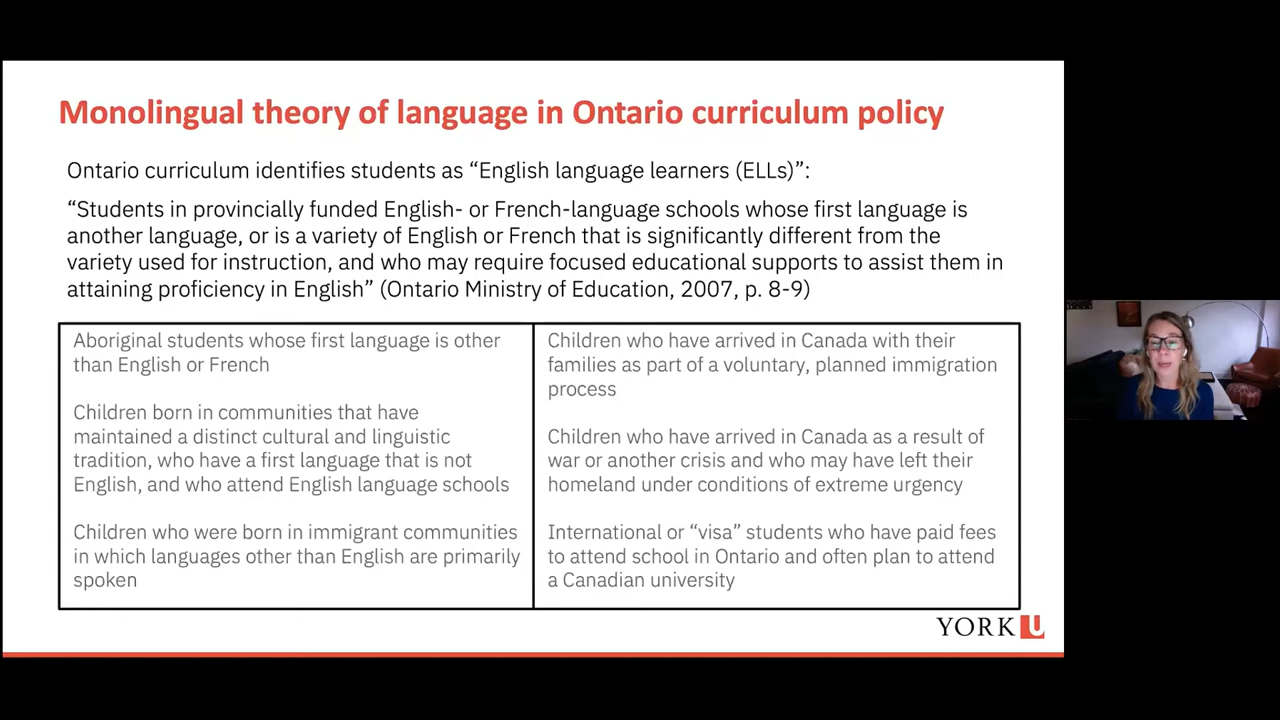 Monolingual theory of language in Ontario curriculum policy
Ontario curriculum identifies students as “English language learners (ELLs)”:
“Students in provincially funded English- or French-language schools whose first language is
another language, or is a variety of English or French that is significantly different from the
variety used for instruction, and who may require focused educational supports to assist them in
attaining proficiency in English” (Ontario Ministry of Education, 2007, p. 8-9)
Aboriginal students whose first language is other
than English or French
Children born in communities that have
maintained a distinct cultural and linguistic
tradition, who have a first language that is not
English, and who attend English language schools
Children who were born in immigrant communities
in which languages other than English are primarily
spoken
Children who have arrived in Canada with their
families as part of a voluntary, planned immigration
process
Children who have arrived in Canada as a result of
war or another crisis and who may have left their
homeland under conditions of extreme urgency
International or “visa” students who have paid fees
to attend school in Ontario and often plan to attend
a Canadian university
YORK U